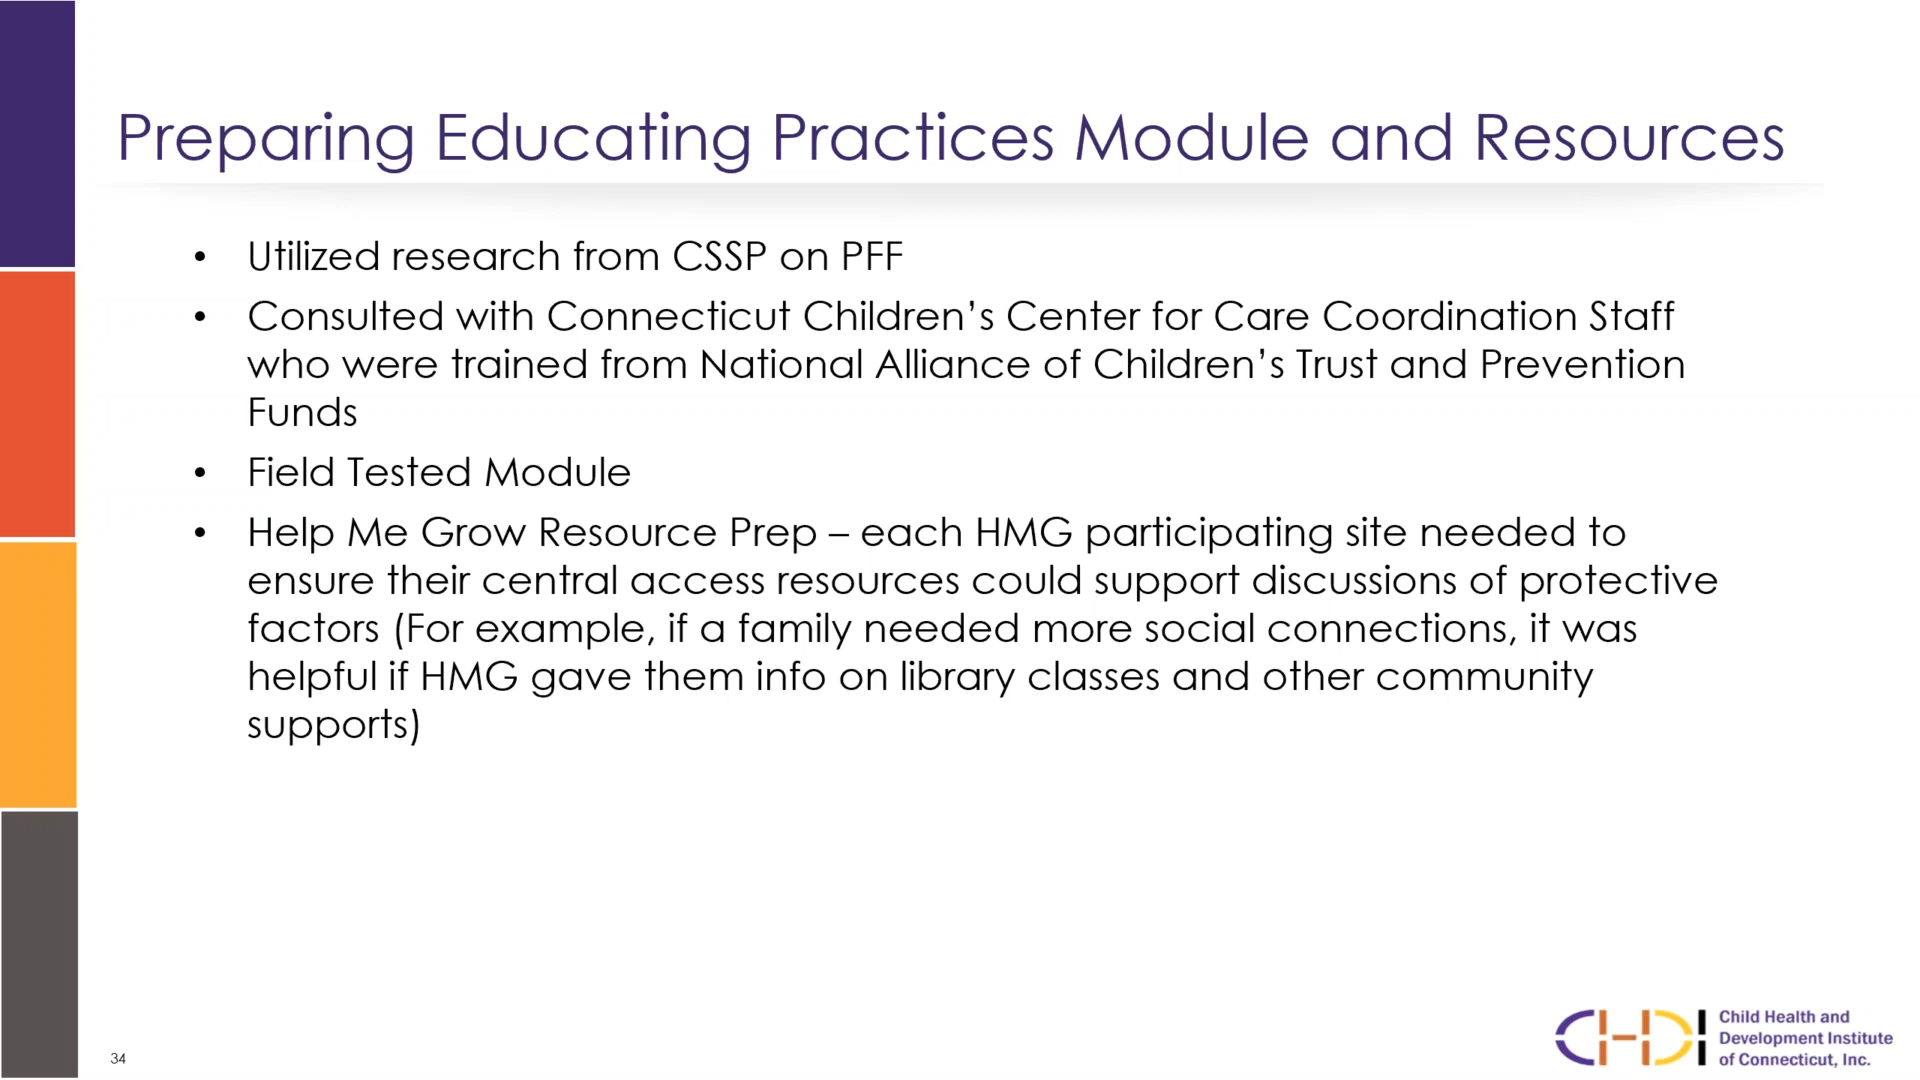 Preparing Educating Practices Module and Resources
• Utilized research from CSSP on PFF
• Consulted with Connecticut Children’s Center for Care Coordination Staff
who were trained from National Alliance of Children’s Trust and Prevention
Funds
• Field Tested Module
• Help Me Grow Resource Prep – each HMG participating site needed to
ensure their central access resources could support discussions of protective
factors (For example, if a family needed more social connections, it was
helpful if HMG gave them info on library classes and other community
supports)
34
CHDI
Child Health and
Development Institute
of Connecticut, Inc.